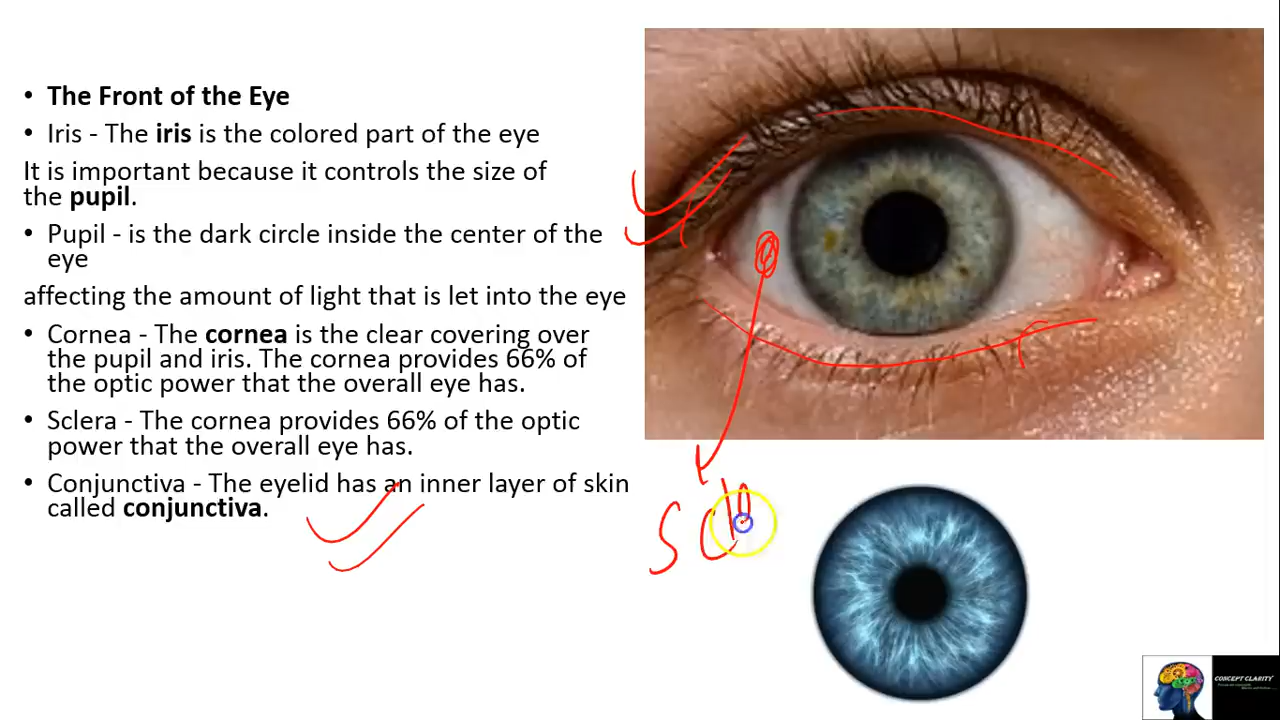 The Front of the Eye
Iris - The iris is the colored part of the eye
It is important because it controls the size of
the pupil.
Pupil - is the dark circle inside the center of the
eye
affecting the amount of light that is let into the eye
Cornea - The cornea is the clear covering over
the pupil and iris. The cornea provides 66% of
the optic power that the overall eye has.
Sclera - The cornea provides 66% of the optic
power that the overall eye has.
Conjunctiva - The eyelid has an inner layer of skin
called conjunctiva.
CONCEPT CLARITY